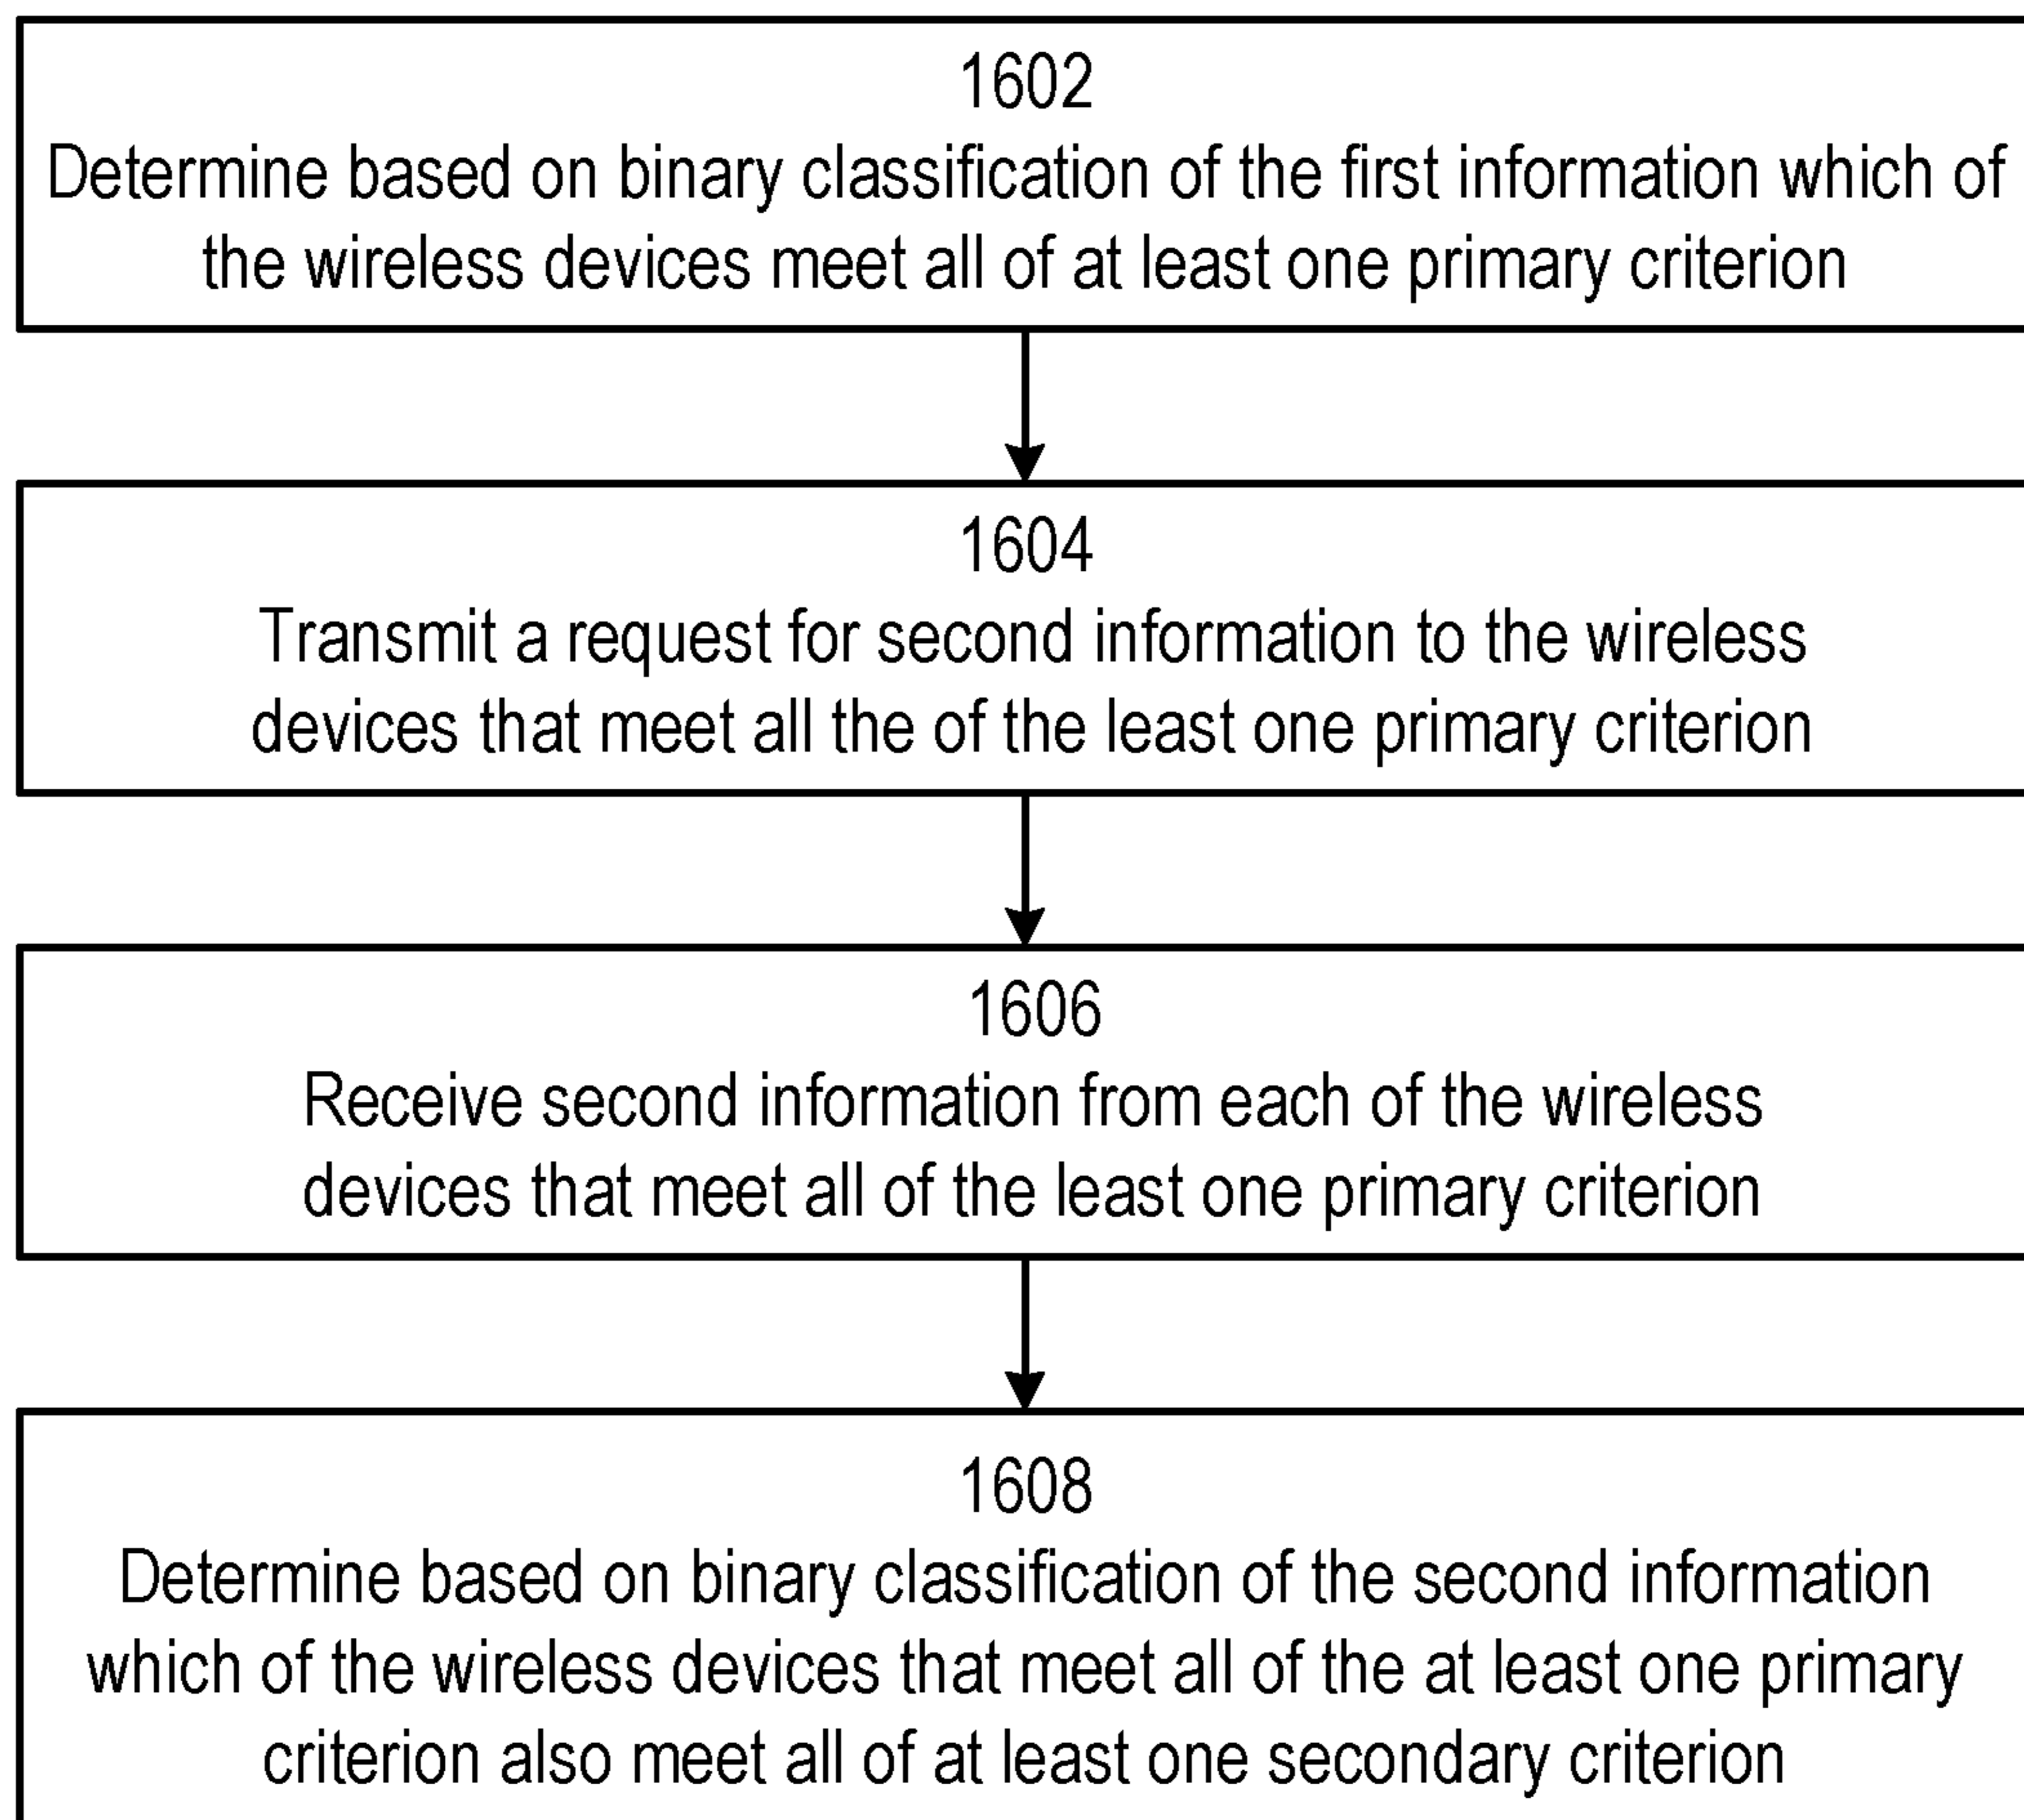 1602
Determine based on binary classification of the first information which of
the wireless devices meet all of at least one primary criterion
1604
Transmit a request for second information to the wireless
devices that meet all the of the least one primary criterion
1606
Receive second information from each of the wireless
devices that meet all of the least one primary criterion
1608
Determine based on binary classification of the second information
which of the wireless devices that meet all of the at least one primary
criterion also meet all of at least one secondary criterion